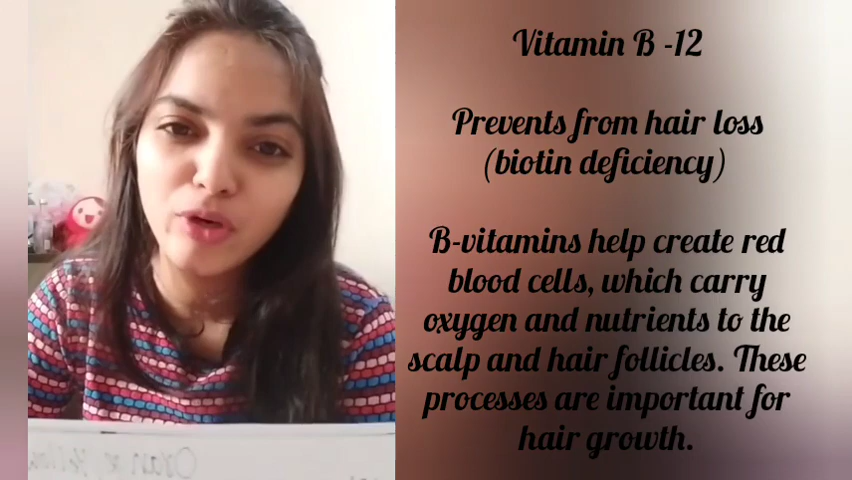 Vitamin B -12
Prevents from hair loss
(biotin deficiency)
B-vitamins help create red
blood cells, which carry
oxygen and nutrients to the
scalp and hair follicles. These
processes are important for
hair growth.